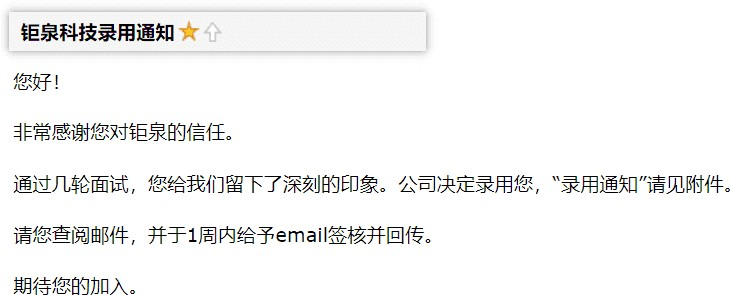 钜泉科技录用通知
您好！
非常感谢您对钜泉的信任。
通过几轮面试，您给我们留下了深刻的印象。公司决定录用您，“录用通知”请见附件。
请您查阅邮件，并于1周内给予email签核并回传。
期待您的加入。